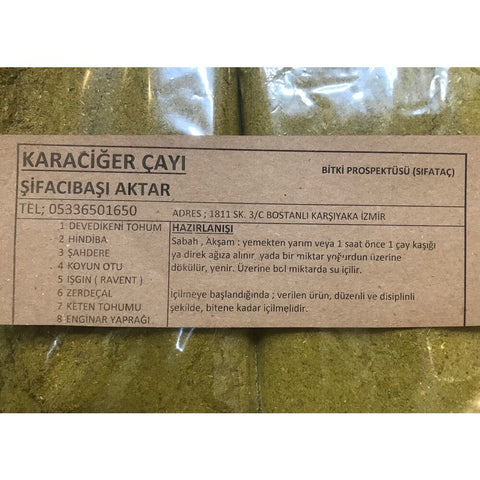 KARACİĞER ÇAYI
BİTKİ PROSPEKTÜSÜ (SIFATAÇ)
ŞİFACIBAŞI AKTAR
TEL; 05336501650
ADRES ; 1811 SK. 3/C BOSTANLI KARŞIYAKA İZMİR
1 DEVEDİKENİ TOHUM
2 HİNDİBA
3 ŞAHDERE
4 KOYUN OTU
5 IŞGIN ( RAVENT )
6 ZERDEÇAL
7 KETEN TOHUMU
8 ENGINAR YAPRAĞI
HAZIRLANIŞI
Sabah , Akşam : yemekten yarım veya 1 saat önce 1 çay kaşığı
ya direk ağıza alınır yada bir miktar yoğurdun üzerine
dökülür, yenir. Üzerine bol miktarda su içilir.
içilmeye başlandığında ; verilen ürün, düzenli ve disiplinli
şekilde, bitene kadar içilmelidir.